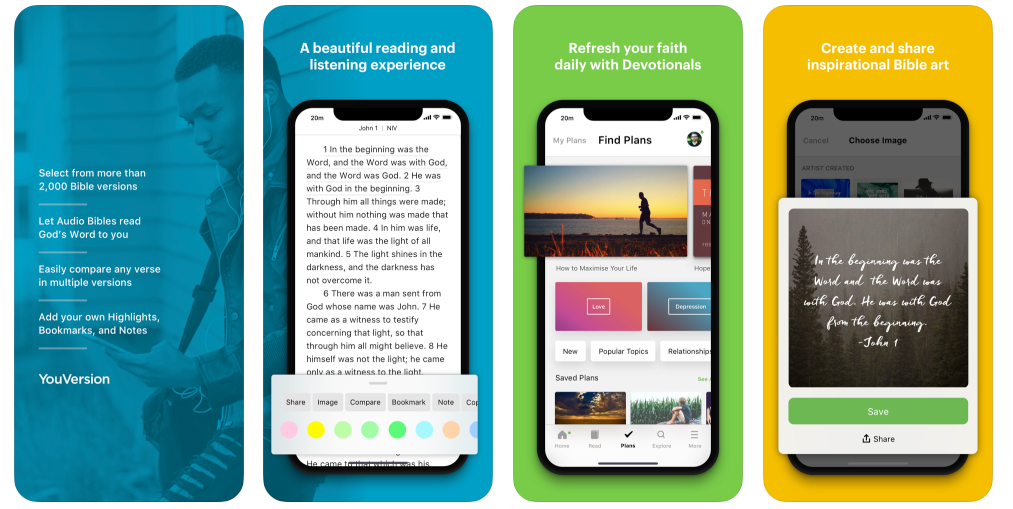 Select from more than
2,000 Bible versions
Let Audio Bibles read
God's Word to you
Easily compare any verse
in multiple versions
Add your own Highlights,
Bookmarks, and Notes
YouVersion
A beautiful reading and
listening experience
20m
John 1 | NIV
1 In the beginning was the
Word, and the Word was with God,
and the Word was God. 2 He was
with God in the beginning. 3
Through him all things were made;
without him nothing was made that
has been made. 4 In him was life,
and that life was the light of all
mankind. 5 The light shines in the
darkness, and the darkness has
not overcome it.
6 There was a man sent from
God whose name was John. 7 He
came as a witness to testify
concerning that light, so that
through him all might believe. 8 He
himself was not the light; he came
only as a witness to the light.
Share Image Compare Bookmark Note Cop
He came to that which was his
Refresh your faith
daily with Devotionals
20m
My Plans Find Plans
T
M A
O N
How to Maximise Your Life Hope
Love Depression
New Popular Topics Relationships
Saved Plans See A
Home Read Plans Explore More
Create and share
inspirational Bible art
20m
Cancel Choose Image
ARTIST CREATED
In the beginning was the
Word and the Word was
with God. He was with God
from the beginning.
-John 1
Save
Share